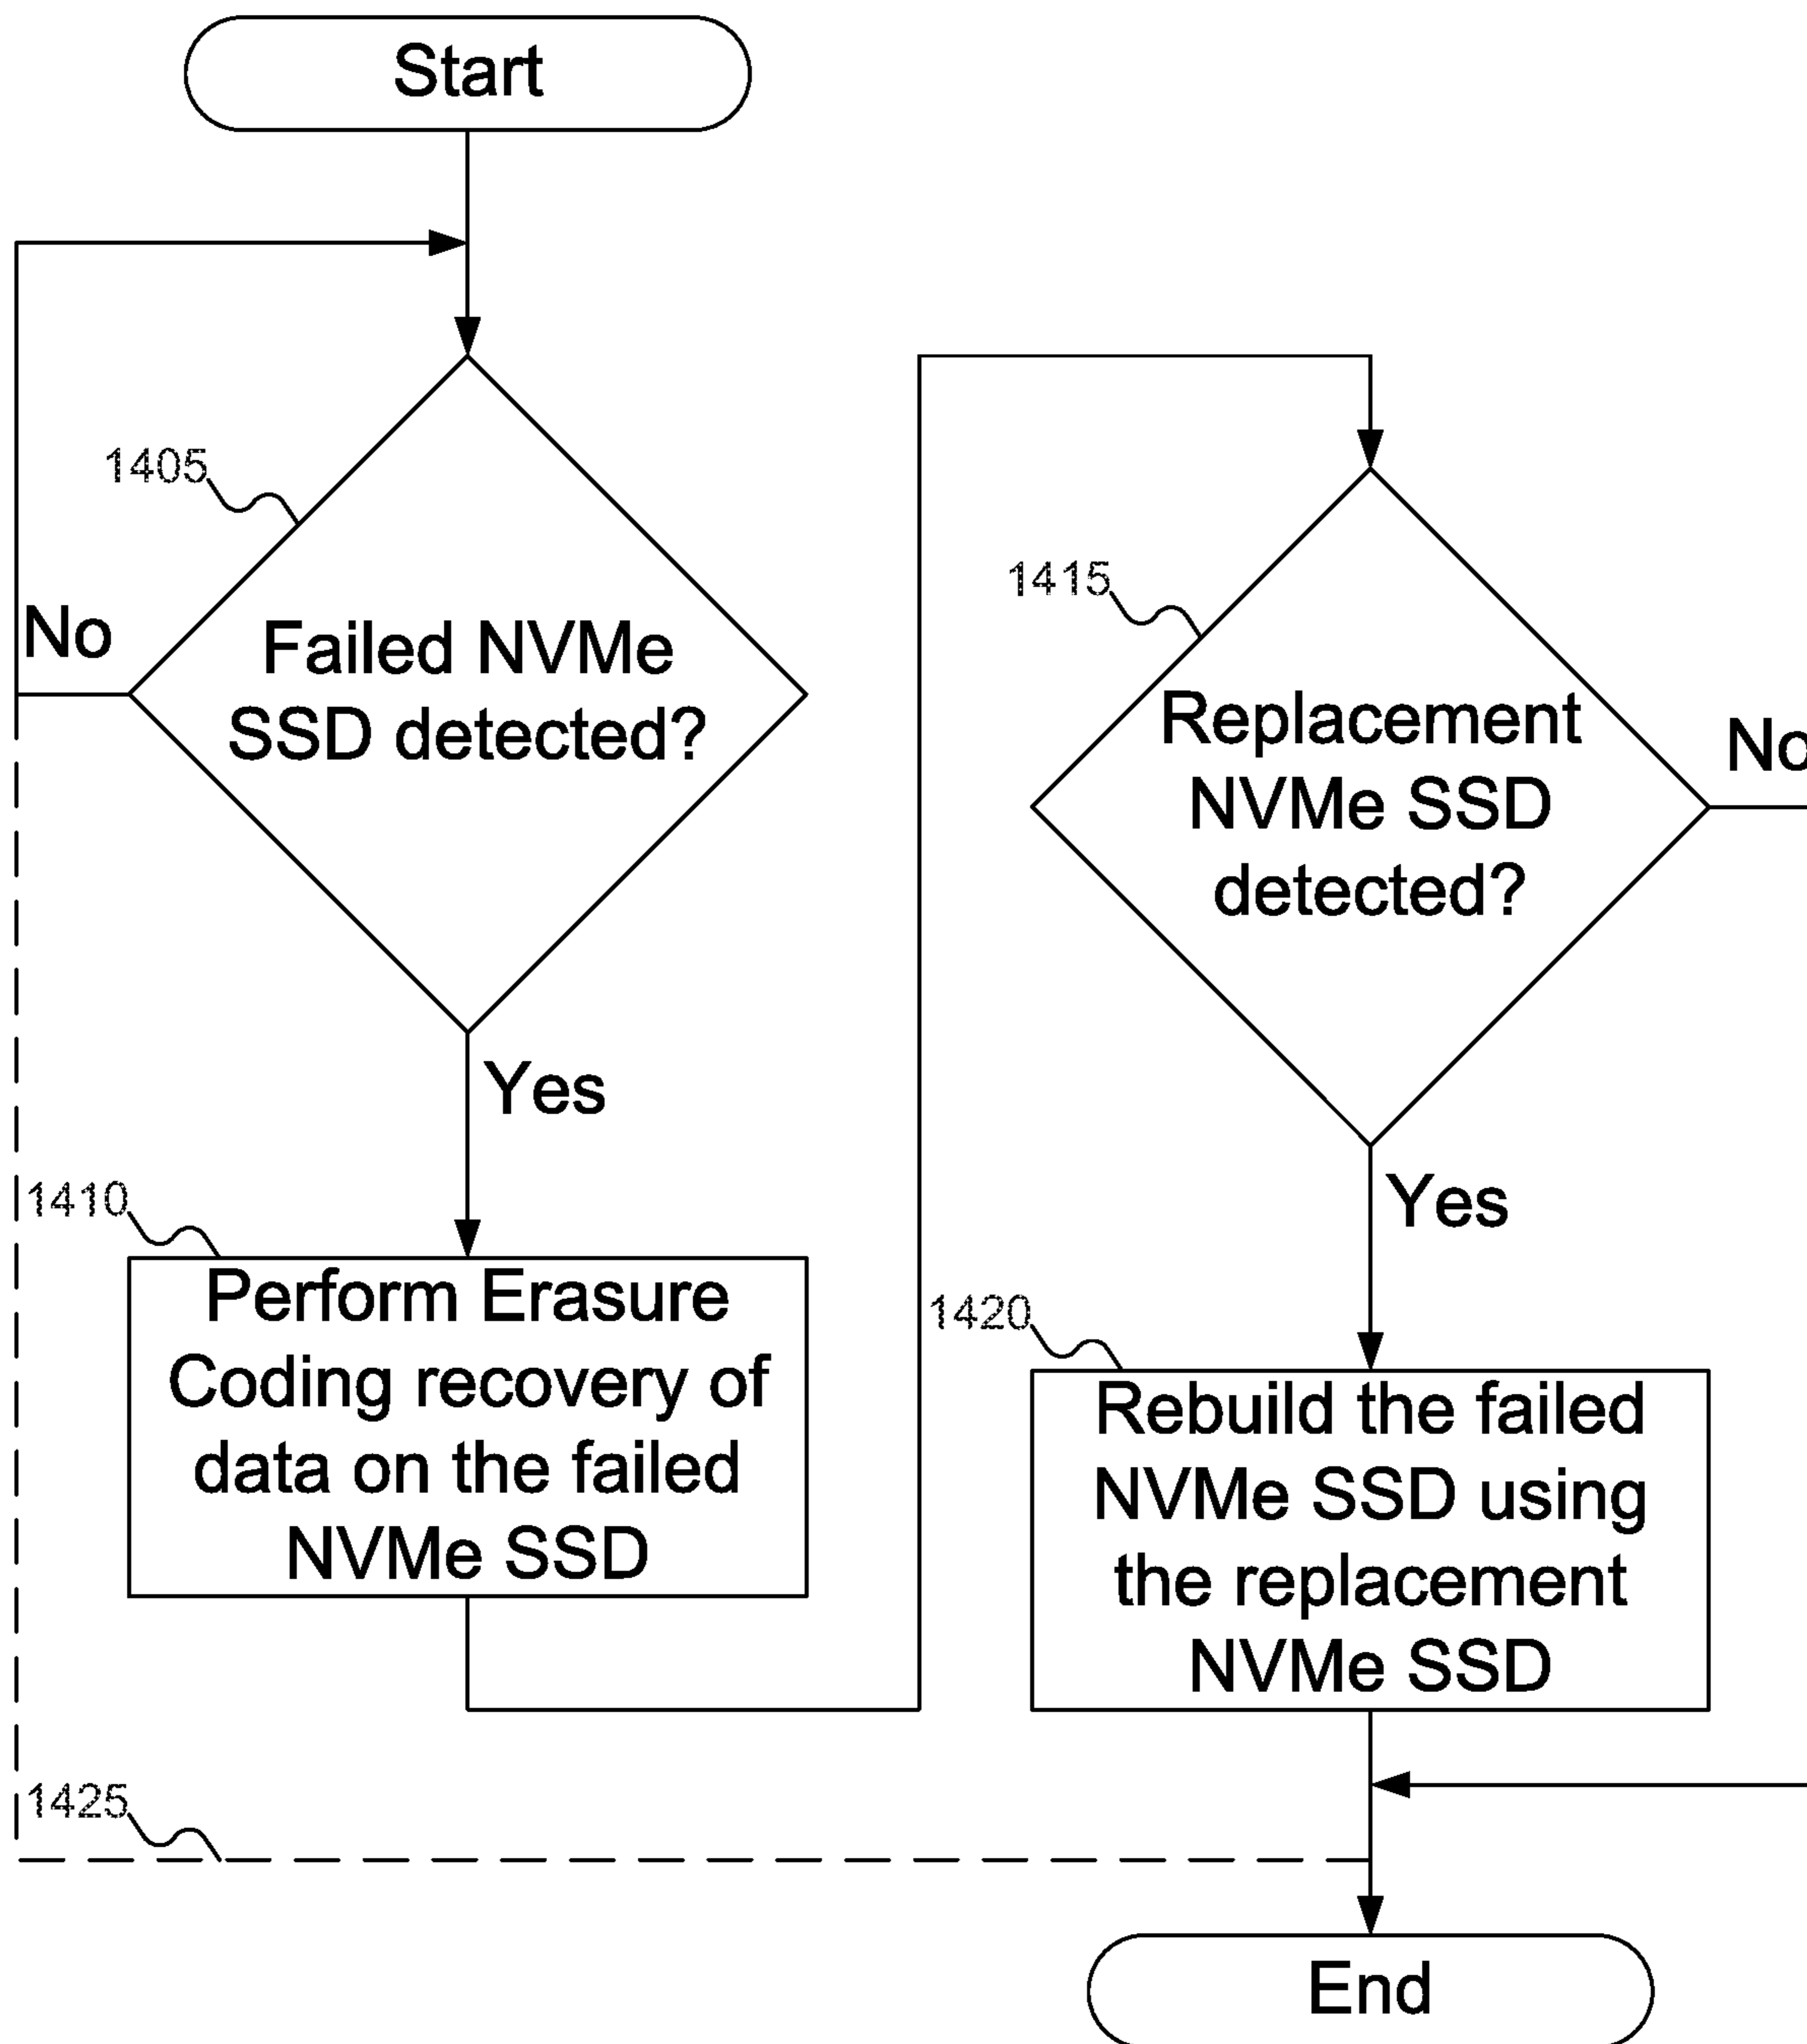 Start
1405
No
Failed NVMe
SSD detected?
Yes
1410
Perform Erasure
Coding recovery of
data on the failed
NVMe SSD
1415
Replacement
NVMe SSD
detected?
No
Yes
1420
Rebuild the failed
NVMe SSD using
the replacement
NVMe SSD
1425
End